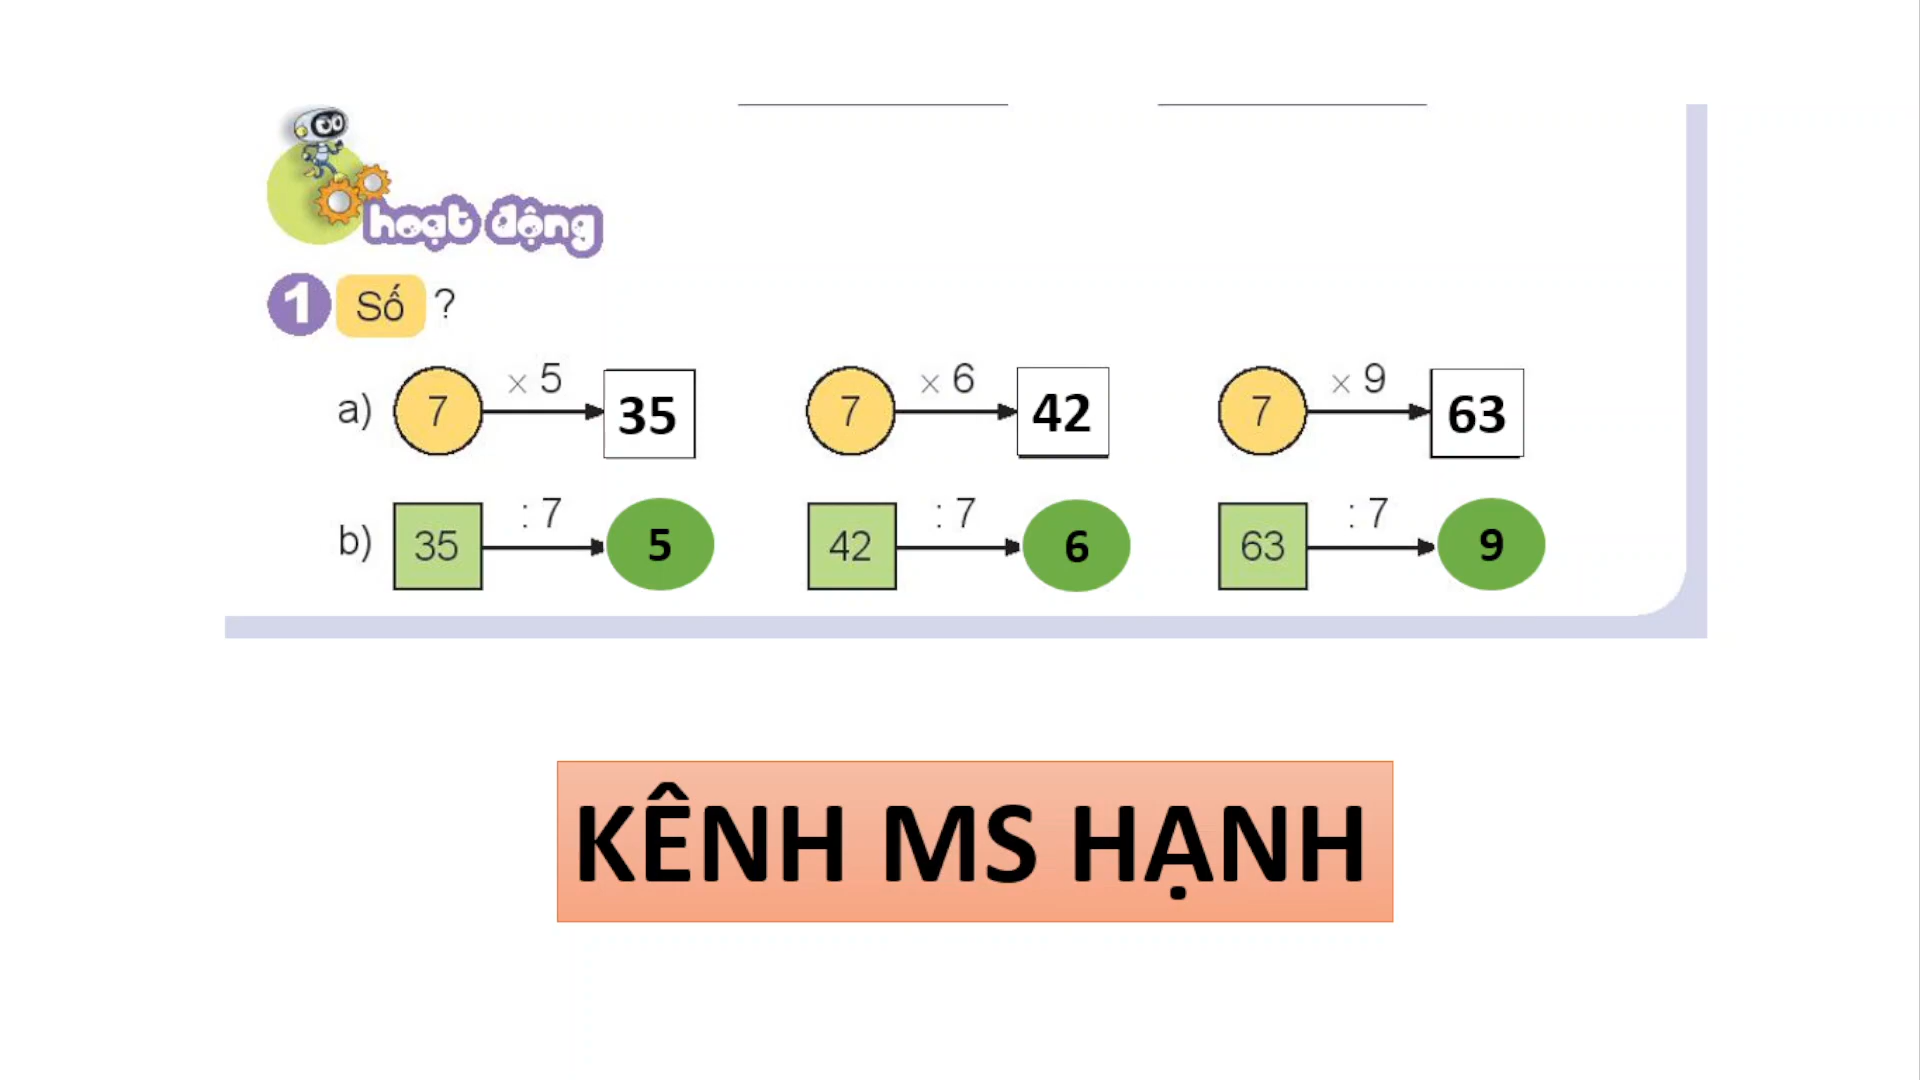 hoạt động
1 Số ?
a) 7 × 5 35 7 × 6 42 7 × 9 63
b) 35 : 7 5 42 : 7 6 63 : 7 9
KÊNH MS HẠNH